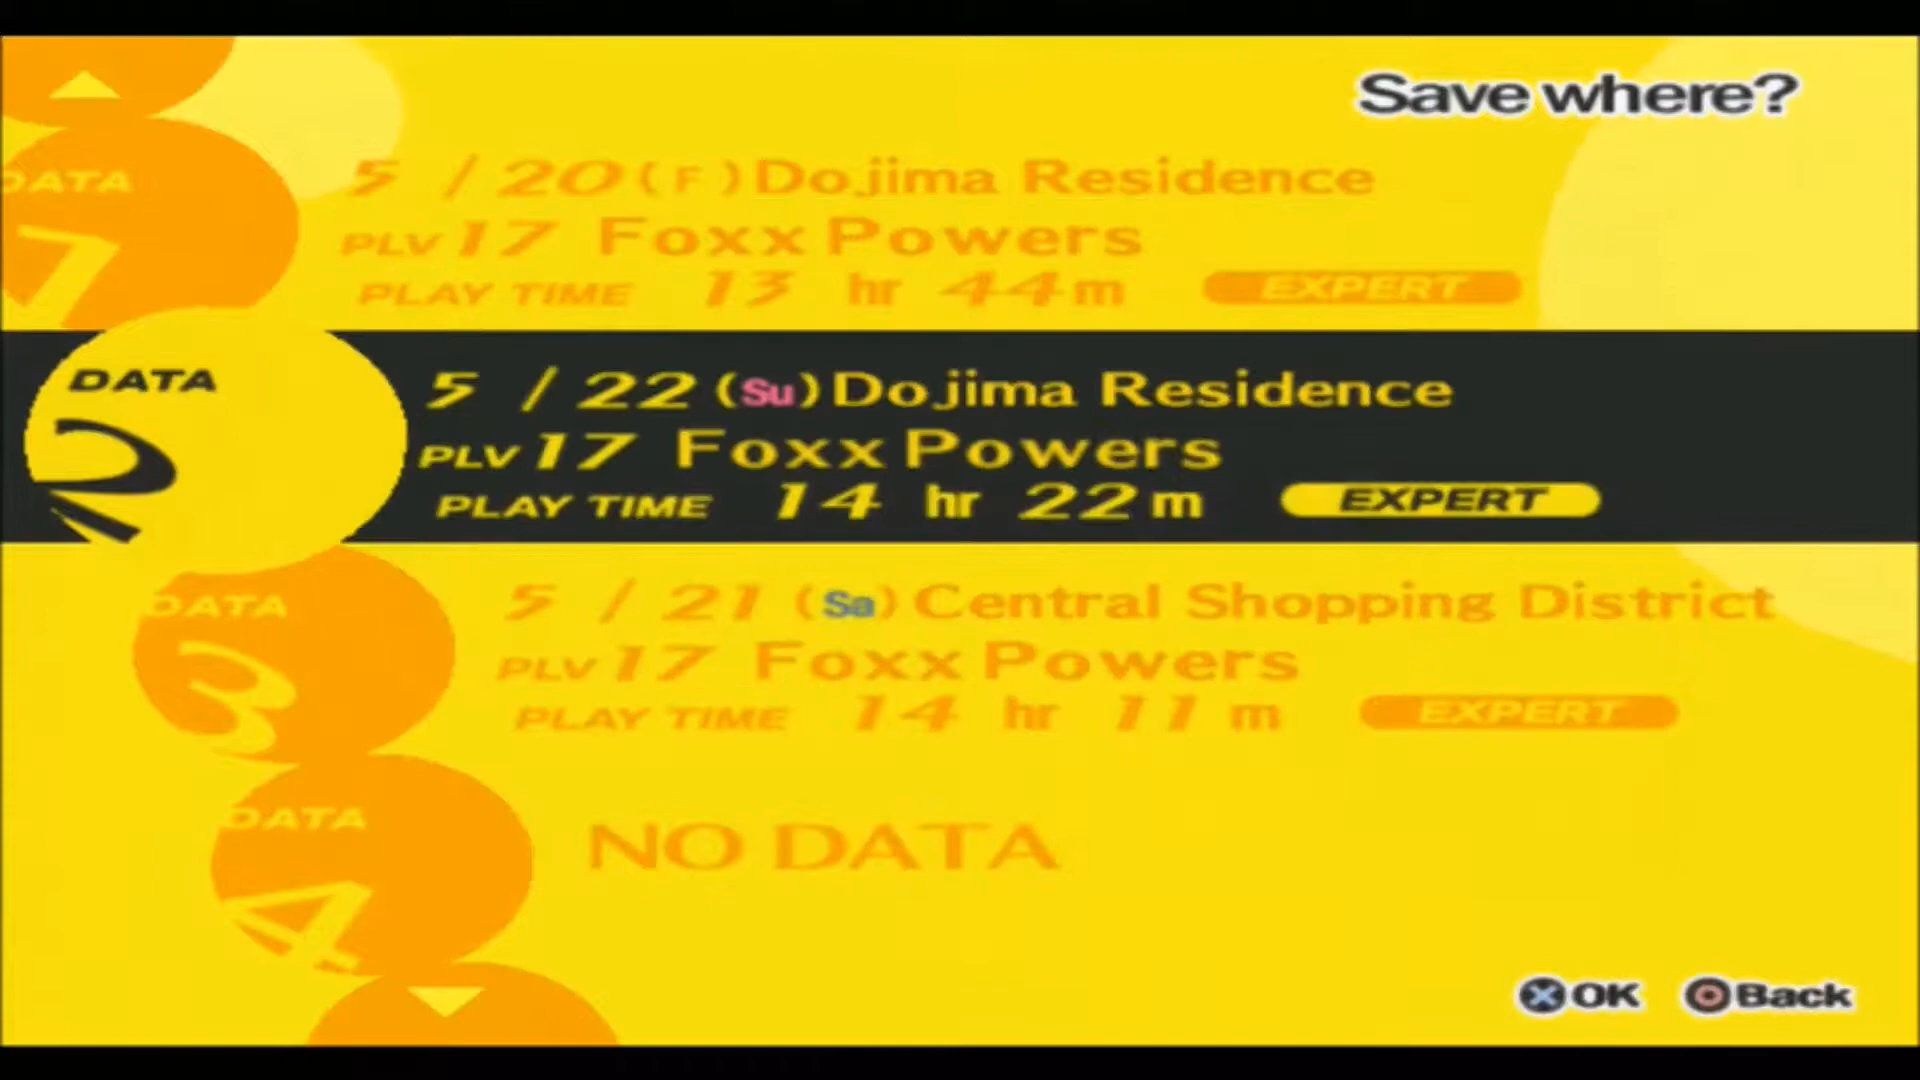 Save where?
DATA
1
5 / 20 (F) Dojima Residence
PLV 17 Foxx Powers
PLAY TIME 13 hr 44 m EXPERT
DATA
2
5 / 22 (Su) Dojima Residence
PLV 17 Foxx Powers
PLAY TIME 14 hr 22 m EXPERT
DATA
3
5 / 21 (Sa) Central Shopping District
PLV 17 Foxx Powers
PLAY TIME 14 hr 11 m EXPERT
DATA
4
NO DATA
OK Back